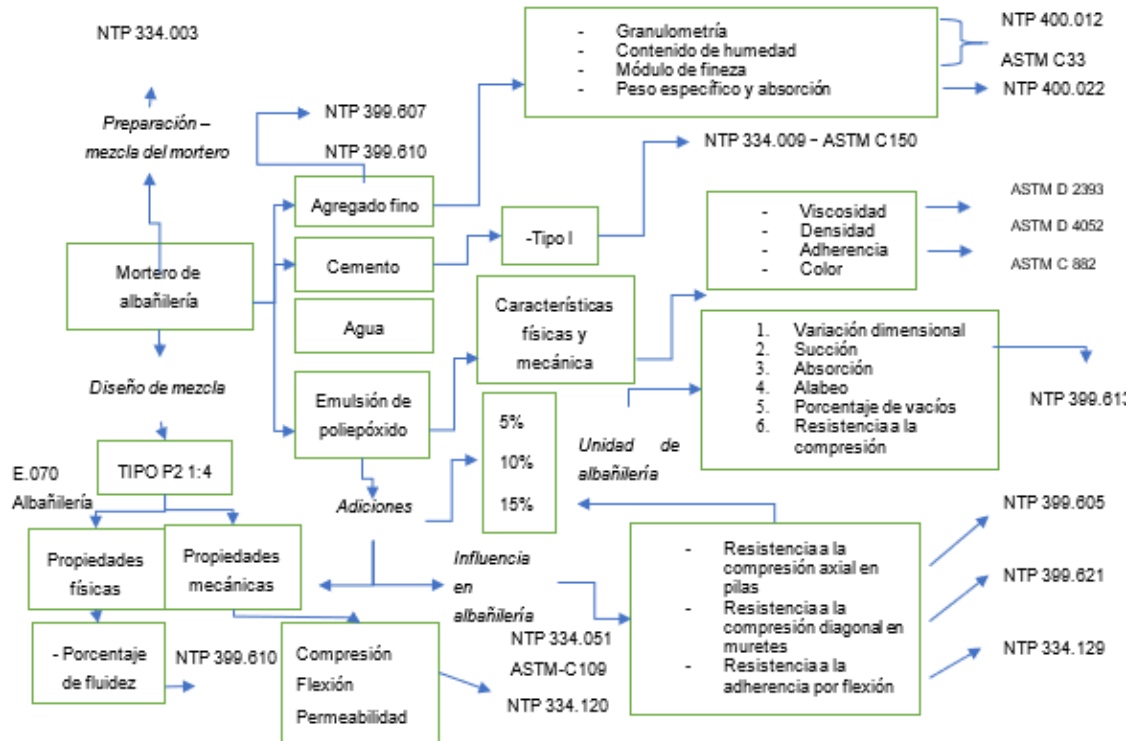 NTP 334.003
Preparación –
mezcla del mortero
NTP 399.607
NTP 399.610
- Granulometría
- Contenido de humedad
- Módulo de fineza
- Peso específico y absorción
NTP 400.012
ASTM C33
NTP 400.022
NTP 334.009 – ASTM C150
Agregado fino
-Tipo I
Cemento
Agua
Emulsión de
poliepóxido
Mortero de
albañilería
Características
físicas y
mecánica
- Viscosidad
- Densidad
- Adherencia
- Color
ASTM D 2393
ASTM D 4052
ASTM C 882
1. Variación dimensional
2. Succión
3. Absorción
4. Alabeo
5. Porcentaje de vacíos
6. Resistencia a la
compresión
NTP 399.613
Diseño de mezcla
TIPO P2 1:4
E.070
Albañilería
5%
10%
15%
Unidad de
albañilería
Adiciones
Propiedades
físicas
Propiedades
mecánicas
Influencia
en
albañilería
- Resistencia a la
compresión axial en
pilas
- Resistencia a la
compresión diagonal en
muretes
- Resistencia a la
adherencia por flexión
NTP 399.605
NTP 399.621
NTP 334.129
- Porcentaje
de fluidez
NTP 399.610
Compresión
Flexión
Permeabilidad
NTP 334.051
ASTM-C109
NTP 334.120